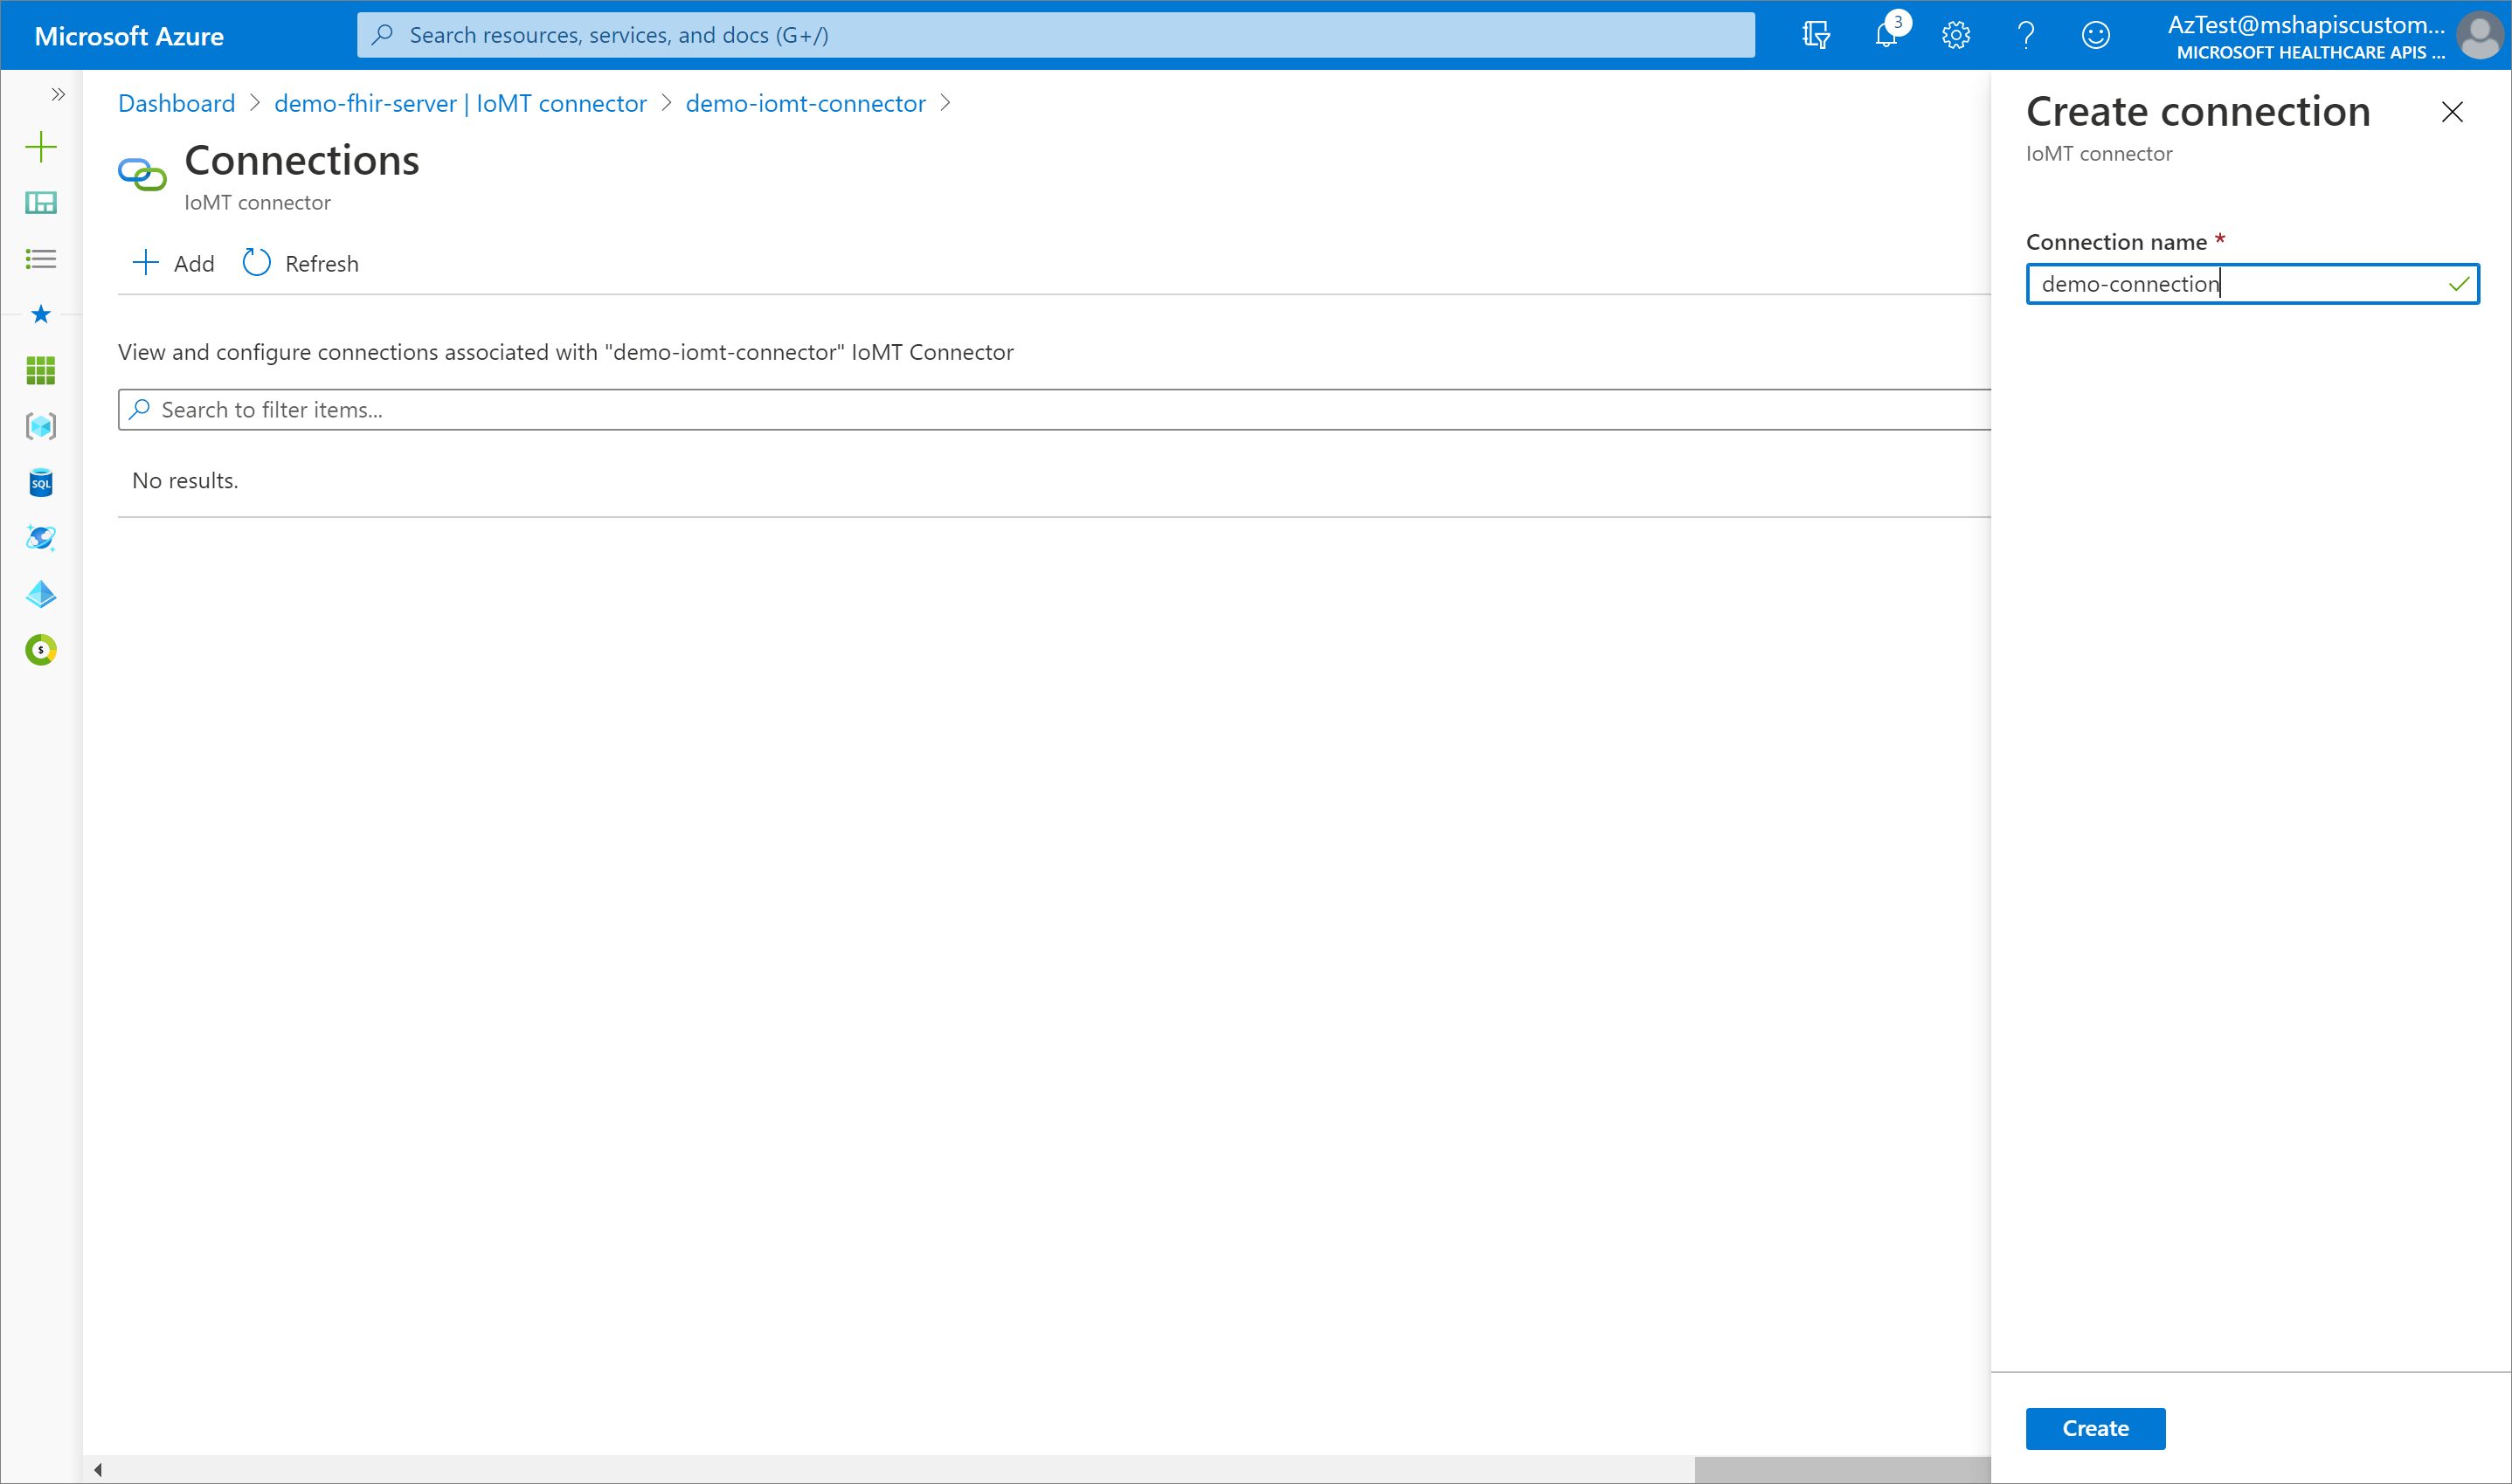 Microsoft Azure
Search resources, services, and docs (G+/)
3
AzTest@mshapiscustom...
MICROSOFT HEALTHCARE APIS ...
Dashboard > demo-fhir-server | IoMT connector > demo-iomt-connector >
Connections
IoMT connector
Add Refresh
View and configure connections associated with "demo-iomt-connector" IoMT Connector
Search to filter items...
No results.
SQL
$
Create connection
IoMT connector
Connection name *
demo-connection
Create